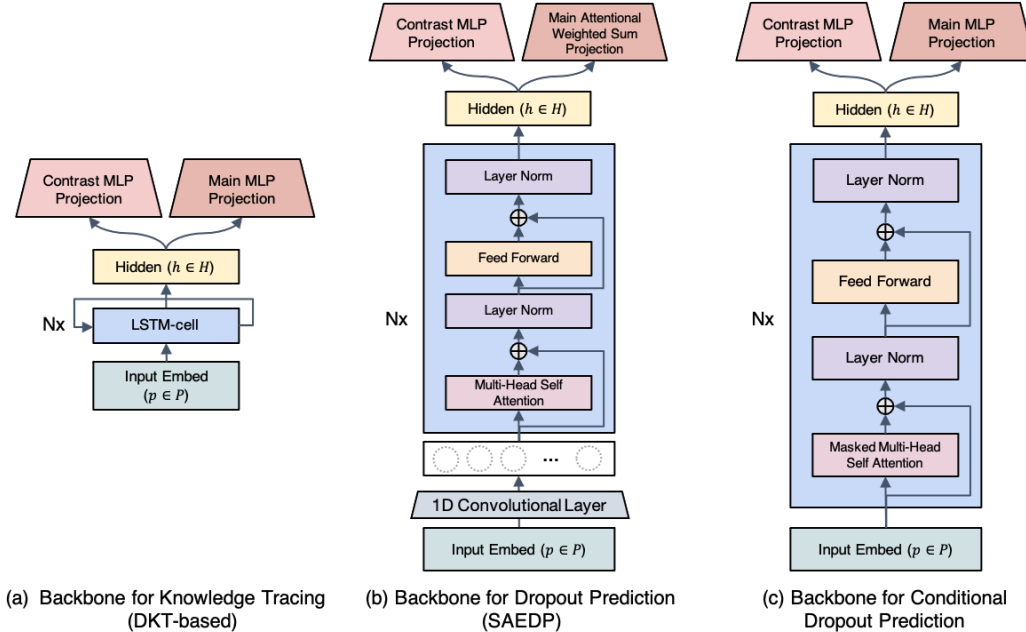 Contrast MLP
Projection
Main MLP
Projection
Hidden (h ∈ H)
Nx
LSTM-cell
Input Embed
(p ∈ P)
(a) Backbone for Knowledge Tracing
(DKT-based)
Contrast MLP
Projection
Main Attentional
Weighted Sum
Projection
Hidden (h ∈ H)
Layer Norm
Feed Forward
Nx
Layer Norm
Multi-Head Self
Attention
...
1D Convolutional Layer
Input Embed (p ∈ P)
(b) Backbone for Dropout Prediction
(SAEDP)
Contrast MLP
Projection
Main MLP
Projection
Hidden (h ∈ H)
Layer Norm
Feed Forward
Nx
Layer Norm
Masked Multi-Head
Self Attention
Input Embed (p ∈ P)
(c) Backbone for Conditional
Dropout Prediction